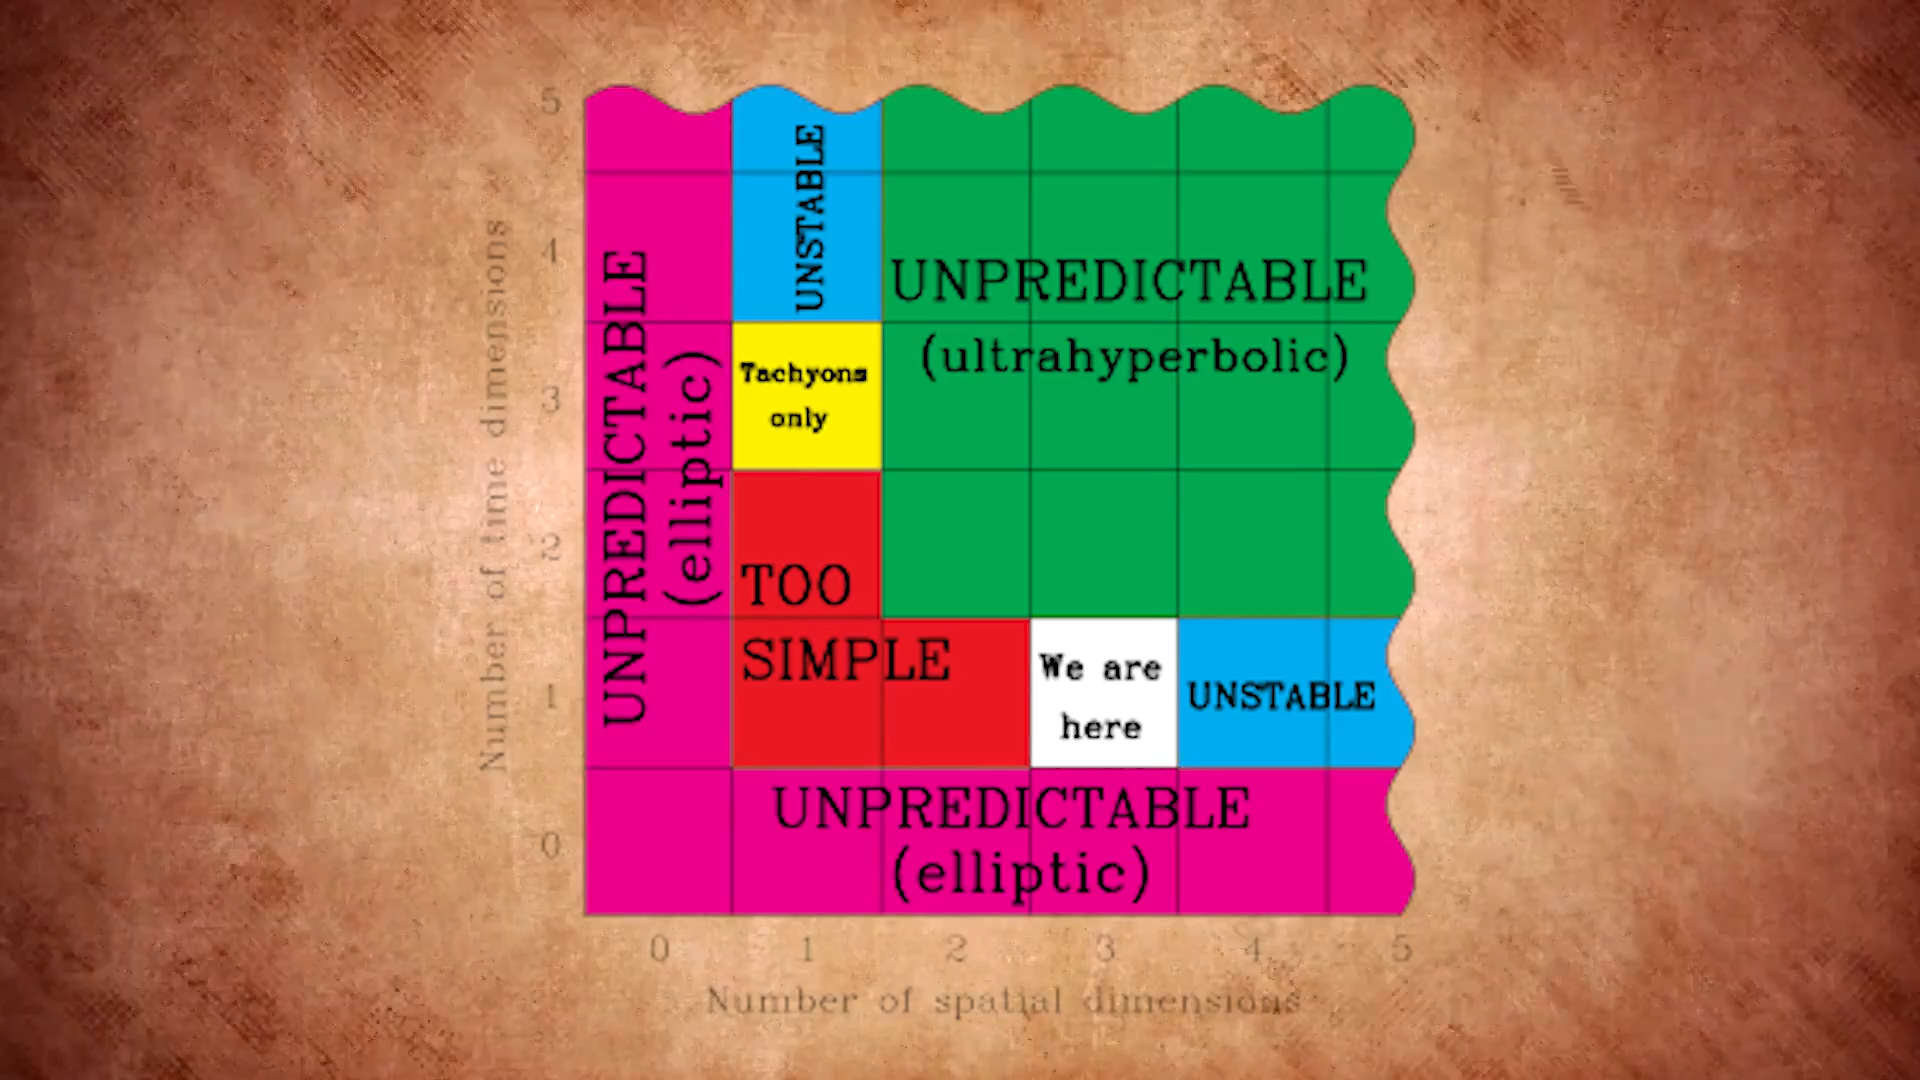 5
4
3
2
1
0
Number of time dimensions
UNPREDICTABLE
(elliptic)
UNSTABLE
UNPREDICTABLE
(ultrahyperbolic)
Tachyons
only
TOO
SIMPLE
We are
here
UNSTABLE
UNPREDICTABLE
(elliptic)
0 1 2 3 4 5
Number of spatial dimensions